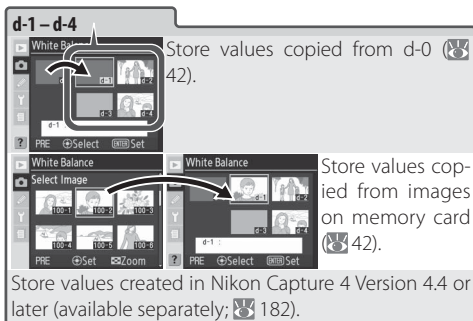 d-1 – d-4
White Balance
d-1
d-2
d-3
d-4
d-1
PRE Select ENTER Set
Store values copied from d-0 (
42).
White Balance
Select Image
100-1 100-2 100-3
100-4 100-5 100-6
PRE Set Zoom
White Balance
d-1 d-2
d-3 d-4
d-1 :
? PRE Select ENTER Set
Store values cop-
ied from images
on memory card
( 42).
Store values created in Nikon Capture 4 Version 4.4 or
later (available separately; 182).